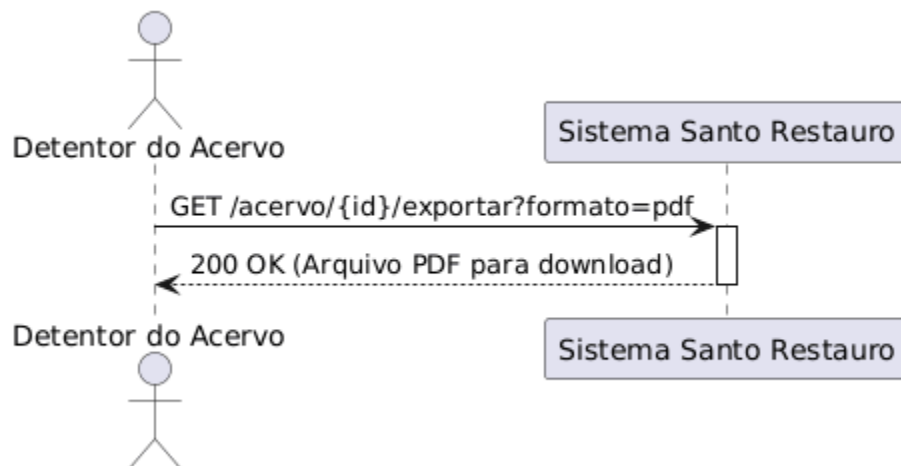 Detentor do Acervo
Sistema Santo Restauro
GET /acervo/{id}/exportar?formato=pdf
200 OK (Arquivo PDF para download)
Detentor do Acervo
Sistema Santo Restauro